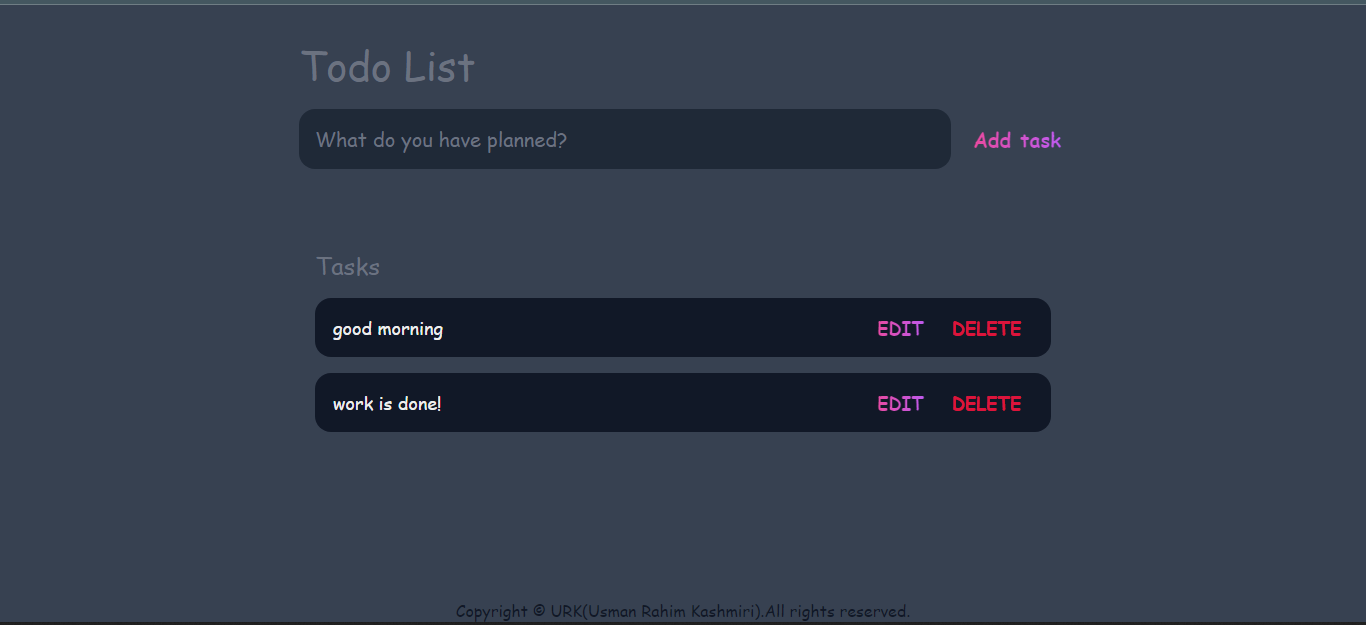 Todo List
What do you have planned?
Add task
Tasks
good morning EDIT DELETE
work is done! EDIT DELETE
Copyright © URK(Usman Rahim Kashmiri).All rights reserved.